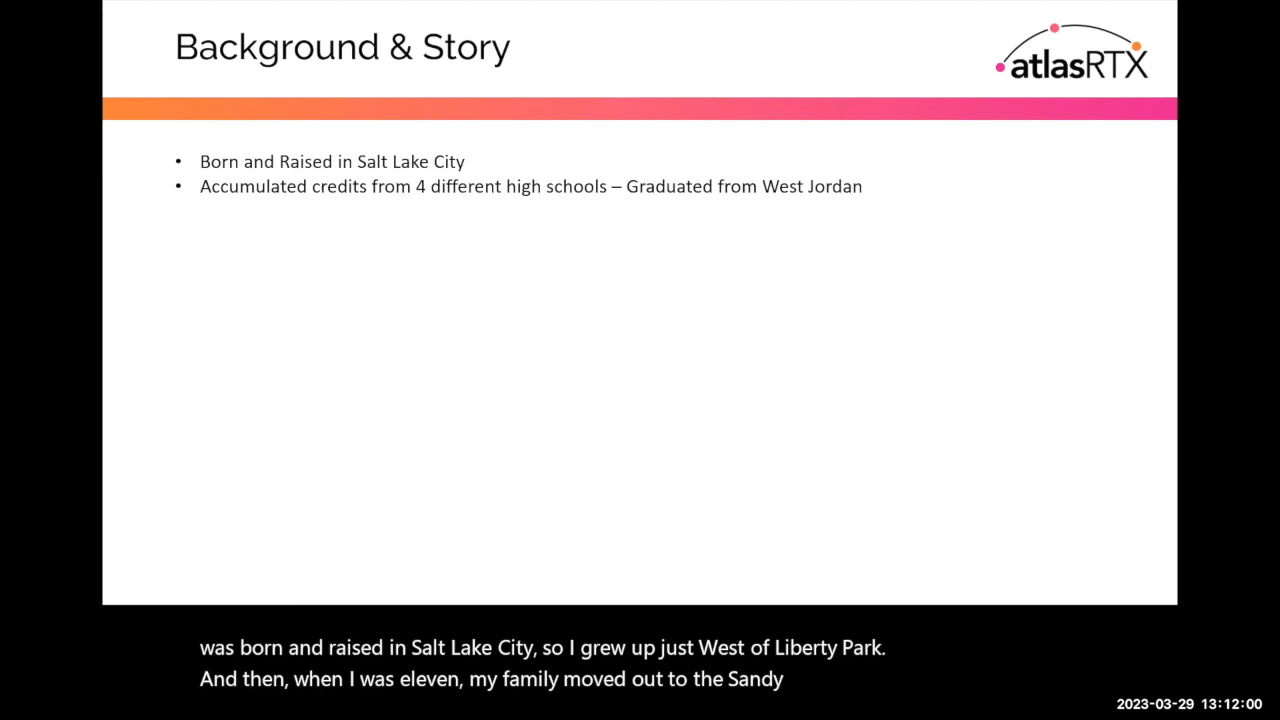 Background & Story
atlasRTX
• Born and Raised in Salt Lake City
• Accumulated credits from 4 different high schools – Graduated from West Jordan
was born and raised in Salt Lake City, so I grew up just West of Liberty Park.
And then, when I was eleven, my family moved out to the Sandy
2023-03-29 13:12:00